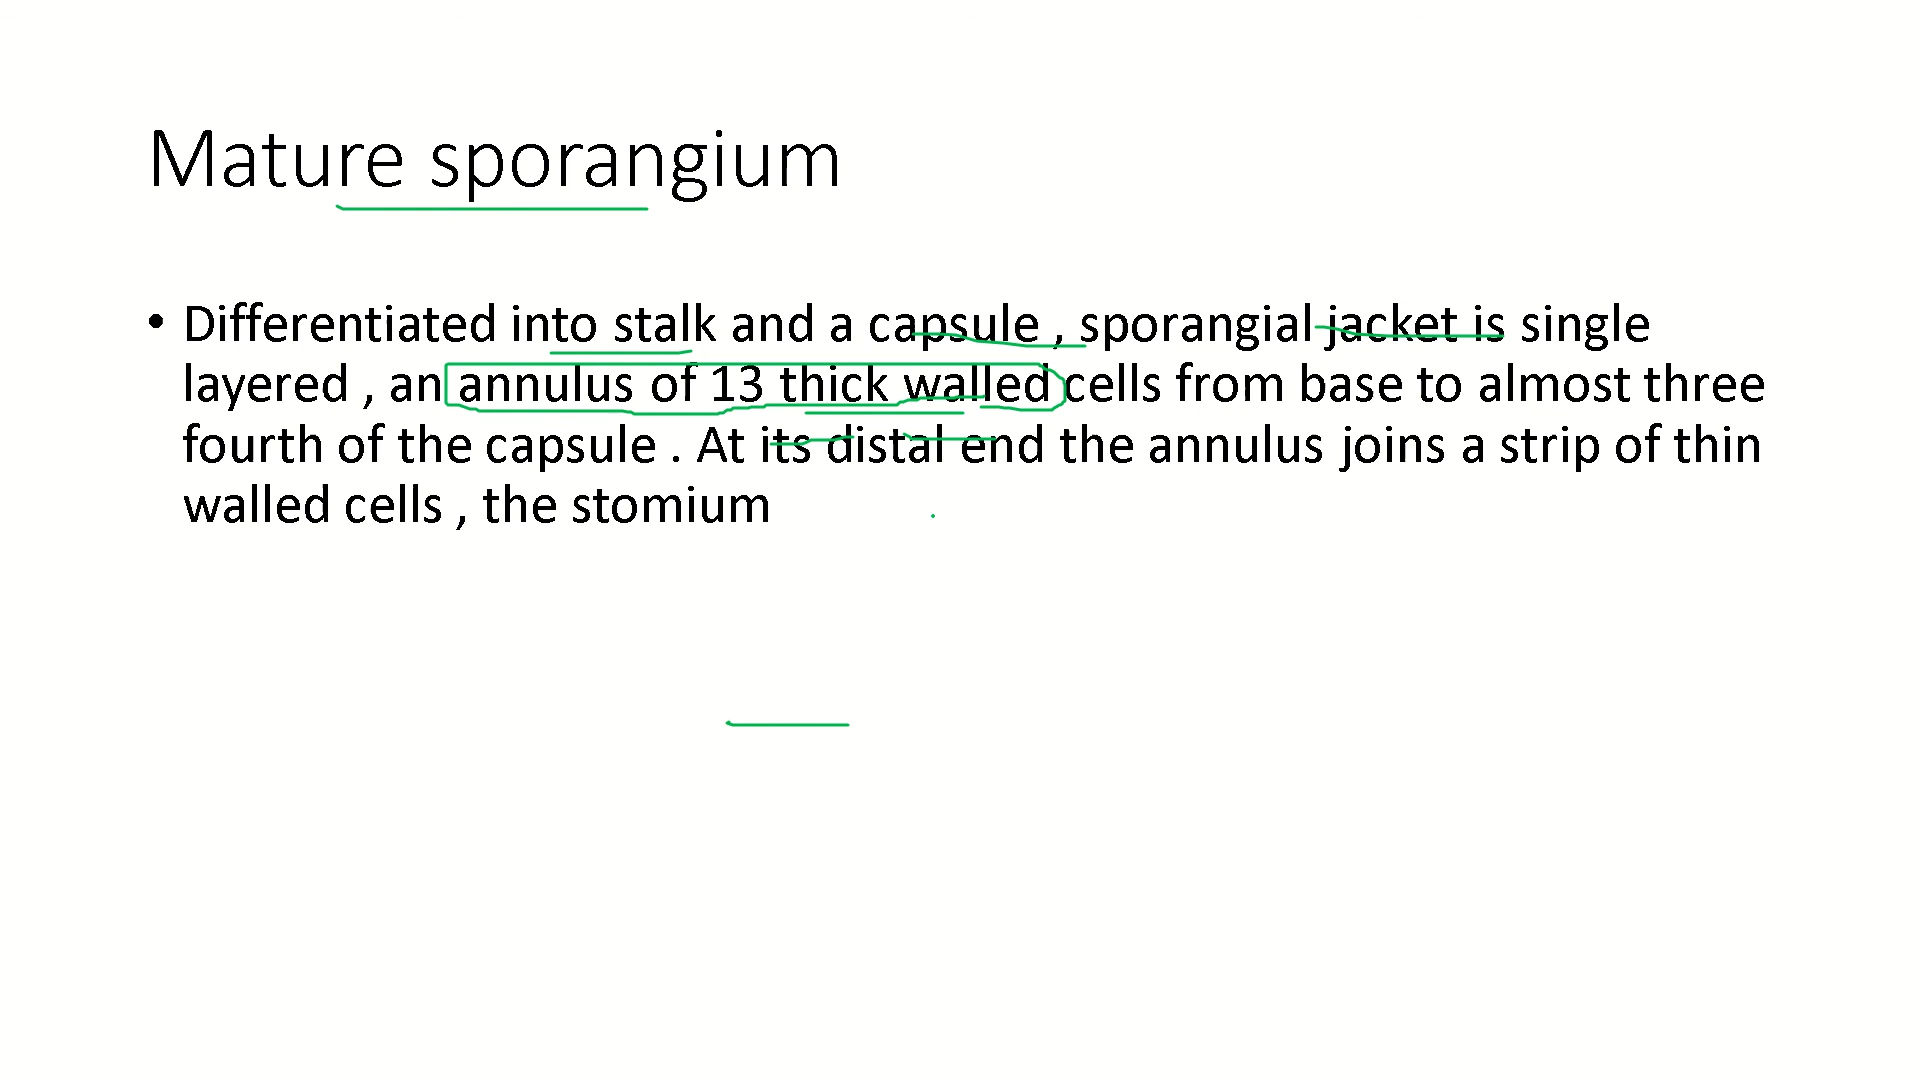 Mature sporangium
• Differentiated into stalk and a capsule , sporangial jacket is single
layered , an annulus of 13 thick walled cells from base to almost three
fourth of the capsule . At its distal end the annulus joins a strip of thin
walled cells , the stomium